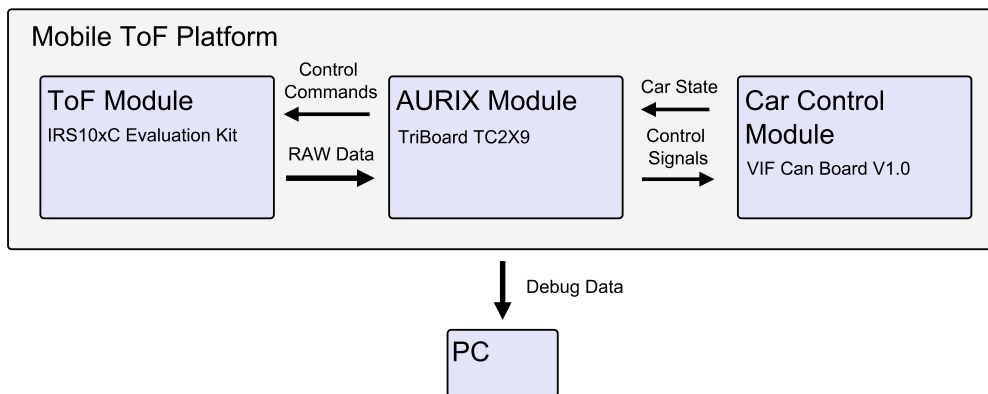 Mobile ToF Platform
ToF Module
IRS10xC Evaluation Kit
Control
Commands
RAW Data
AURIX Module
TriBoard TC2X9
Car State
Control
Signals
Car Control
Module
VIF Can Board V1.0
Debug Data
PC